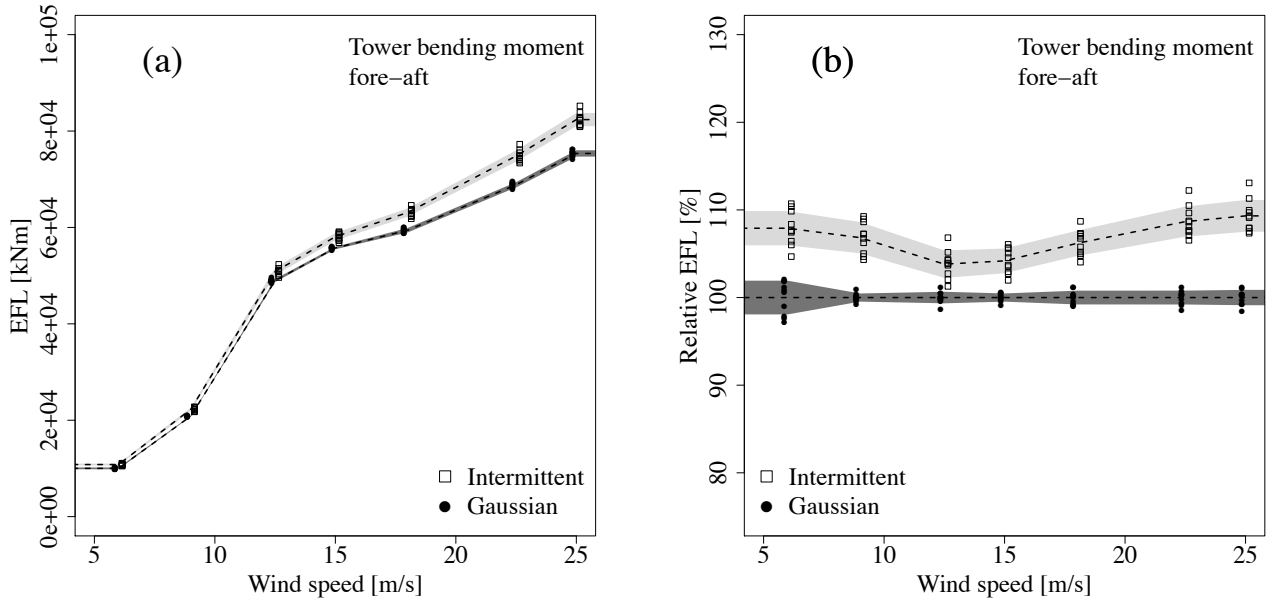 (a)
Tower bending moment
fore−aft
EFL [kNm]
1e+05
8e+04
6e+04
4e+04
2e+04
0e+00
Intermittent
Gaussian
5 10 15 20 25
Wind speed [m/s]
(b)
Tower bending moment
fore−aft
Relative EFL [%]
130
120
110
100
90
80
Intermittent
Gaussian
5 10 15 20 25
Wind speed [m/s]